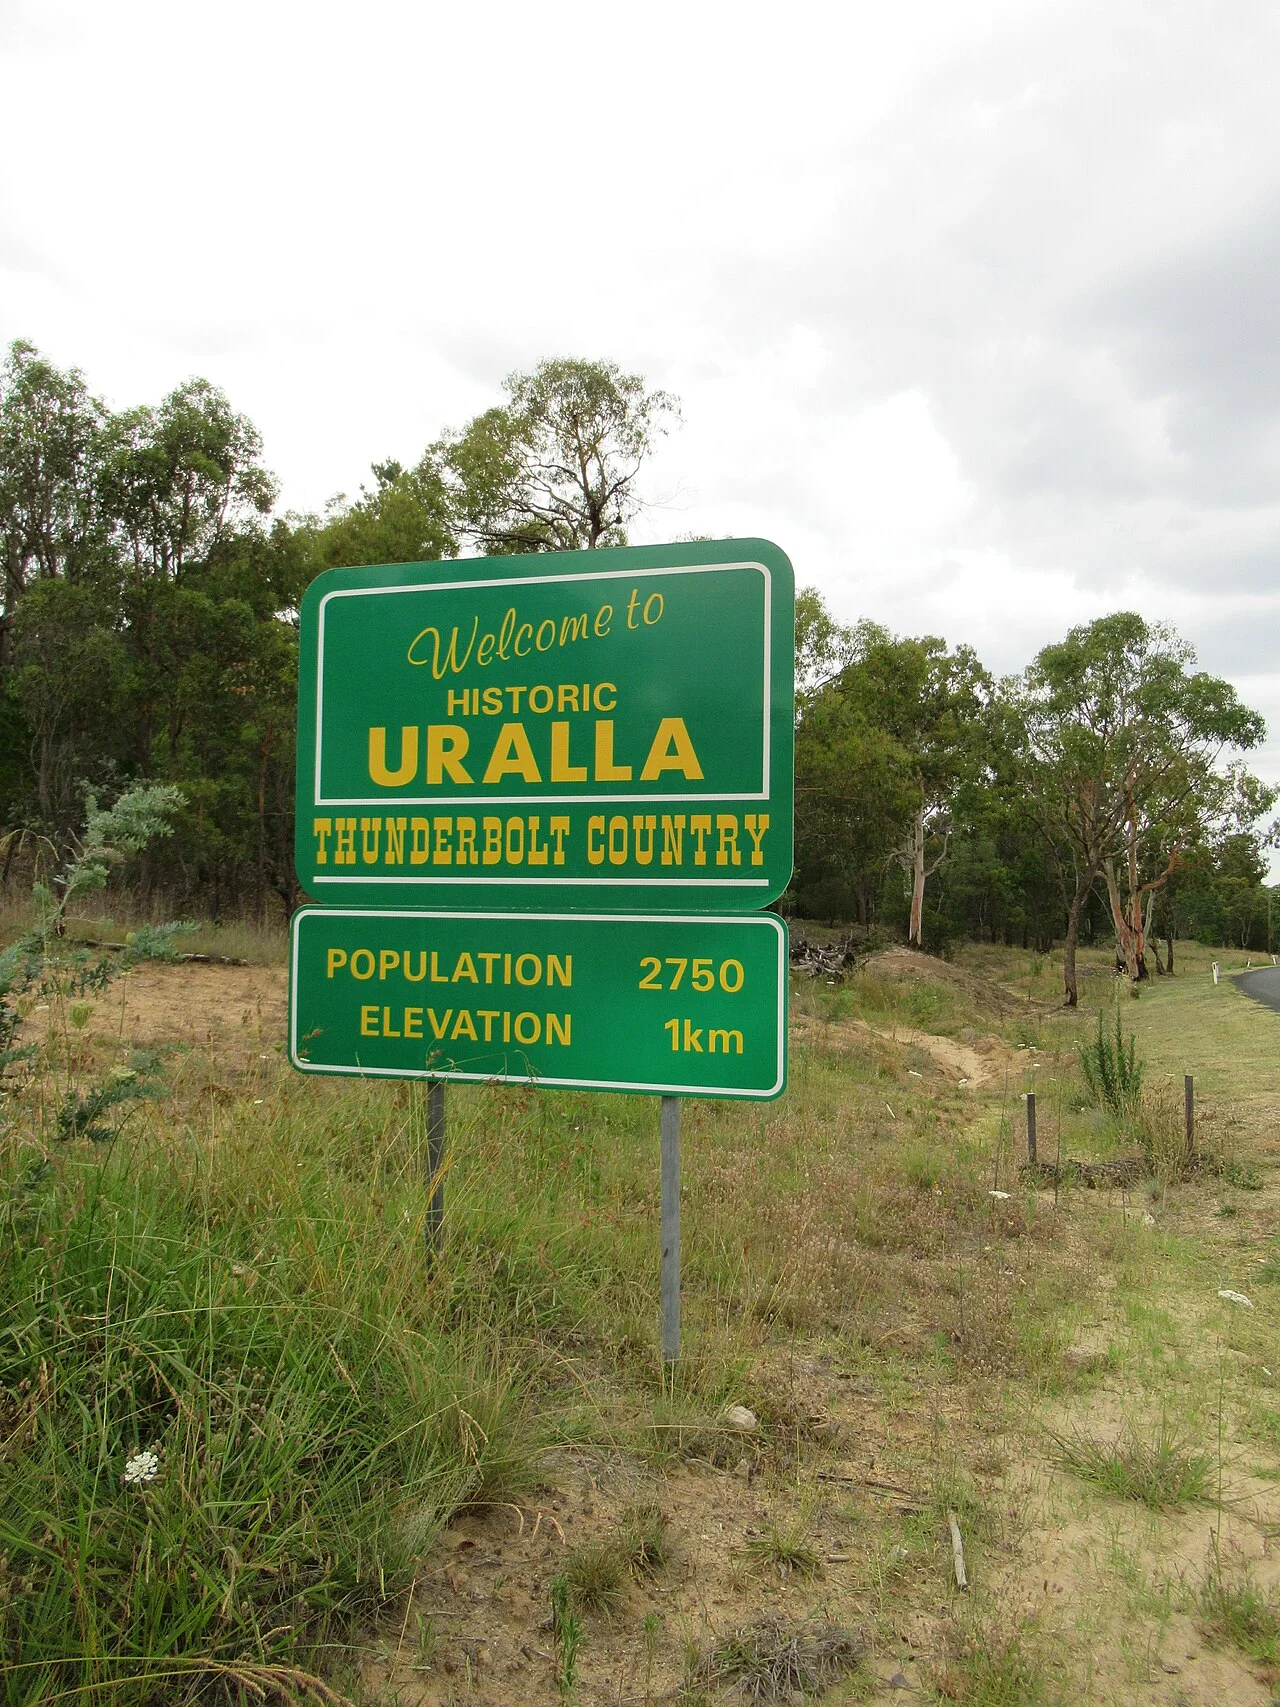 Welcome to
HISTORIC
URALLA
THUNDERBOLT COUNTRY
POPULATION 2750
ELEVATION 1km